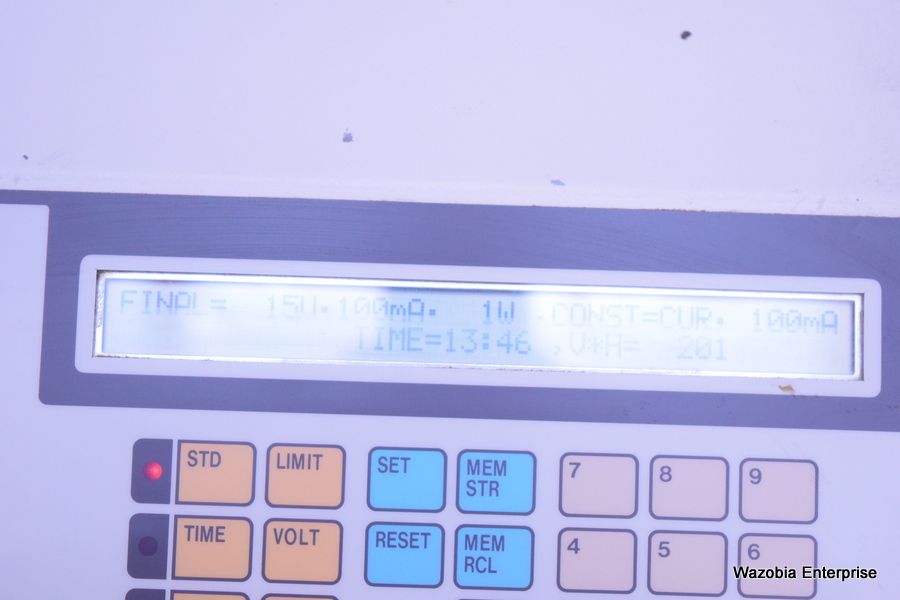 FINAL= 15V.100mA. 1W .CONST=CUR. 100mA
TIME=13:46 ,V*H= 201
STD LIMIT SET MEM STR 7 8 9
TIME VOLT RESET MEM RCL 4 5 6
Wazobia Enterprise